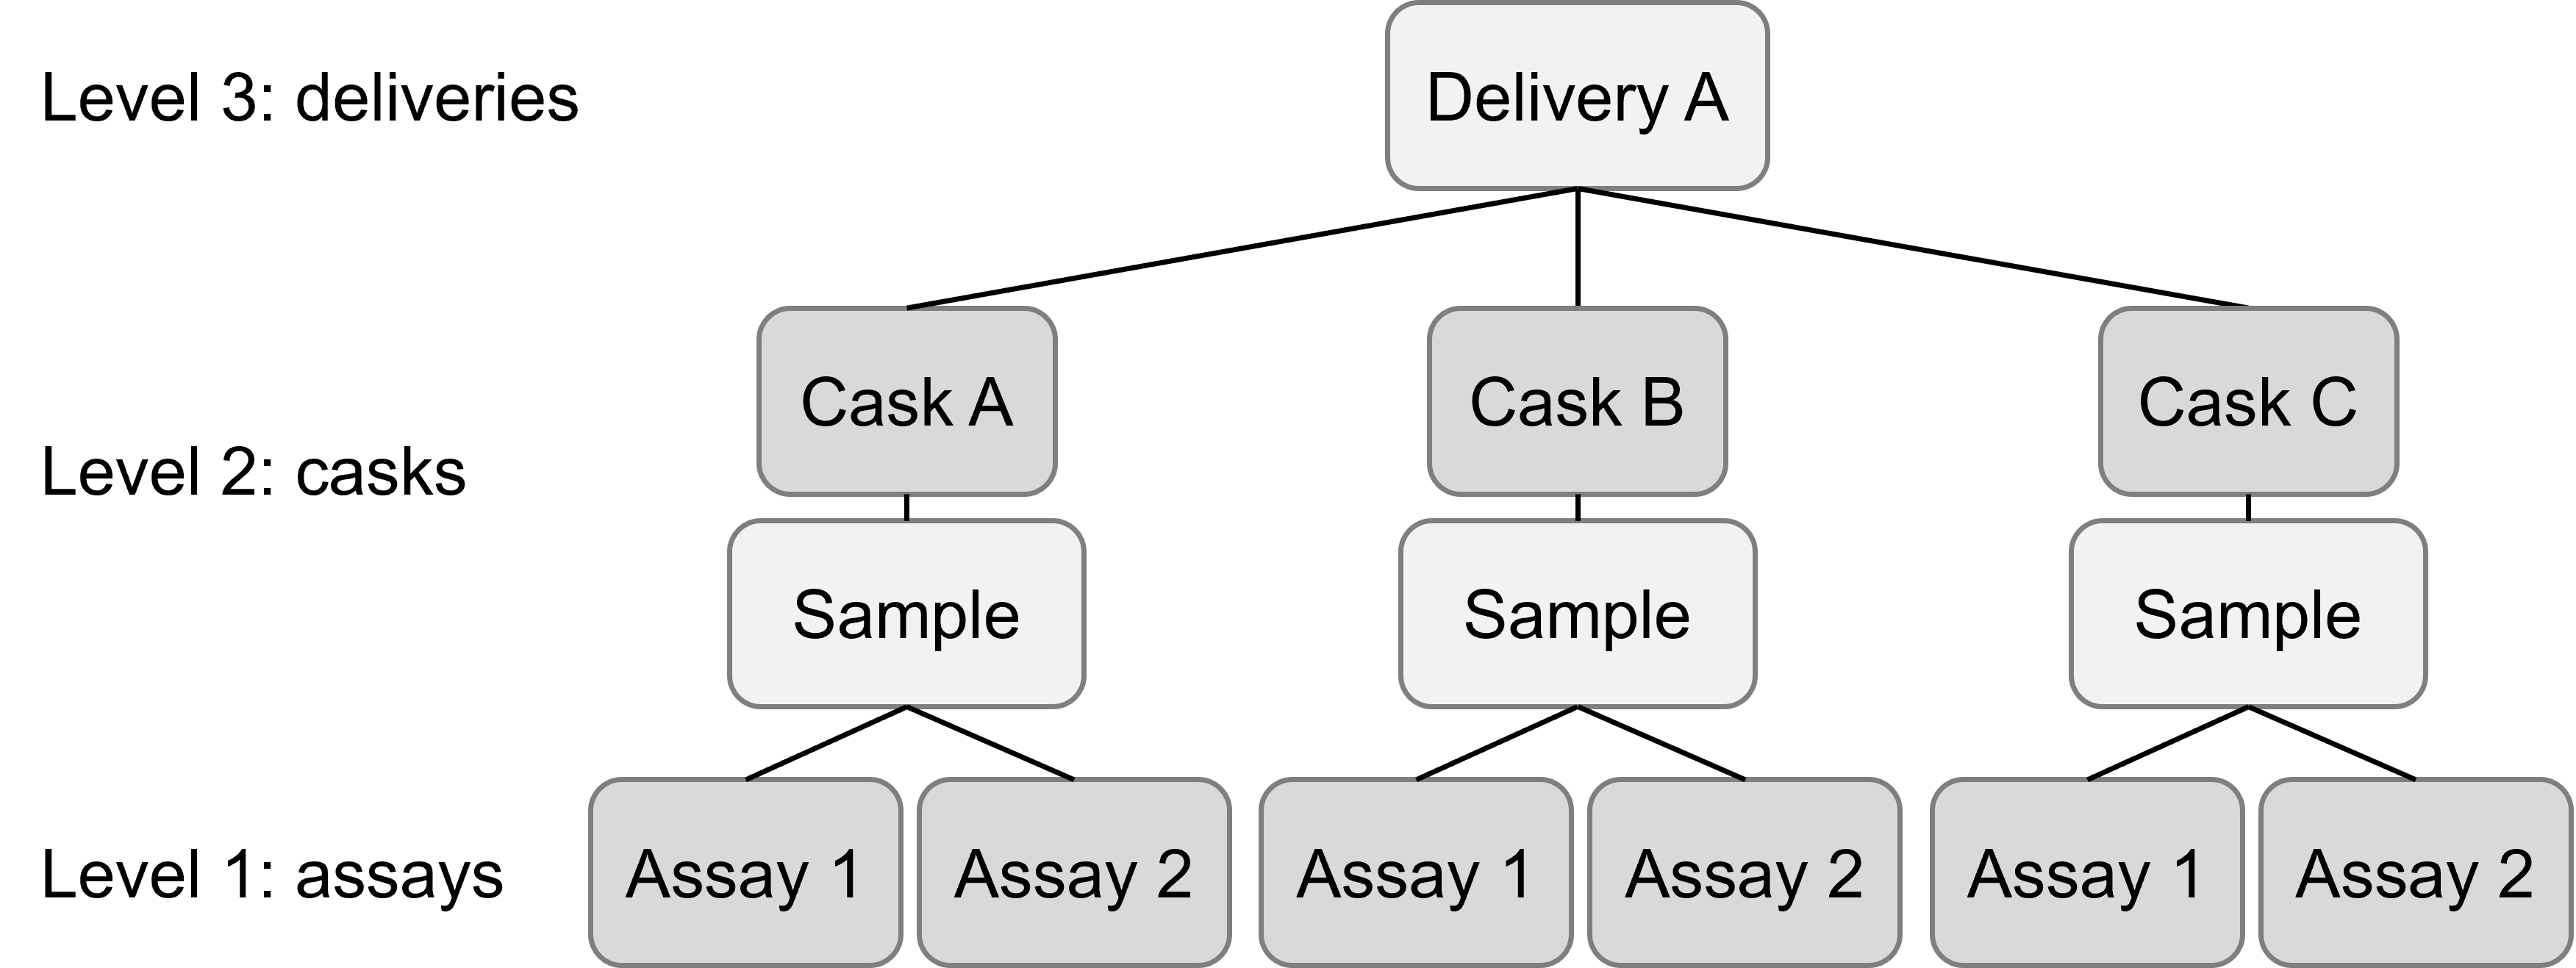 Level 3: deliveries
Delivery A
Cask A
Cask B
Cask C
Level 2: casks
Sample
Sample
Sample
Level 1: assays
Assay 1
Assay 2
Assay 1
Assay 2
Assay 1
Assay 2